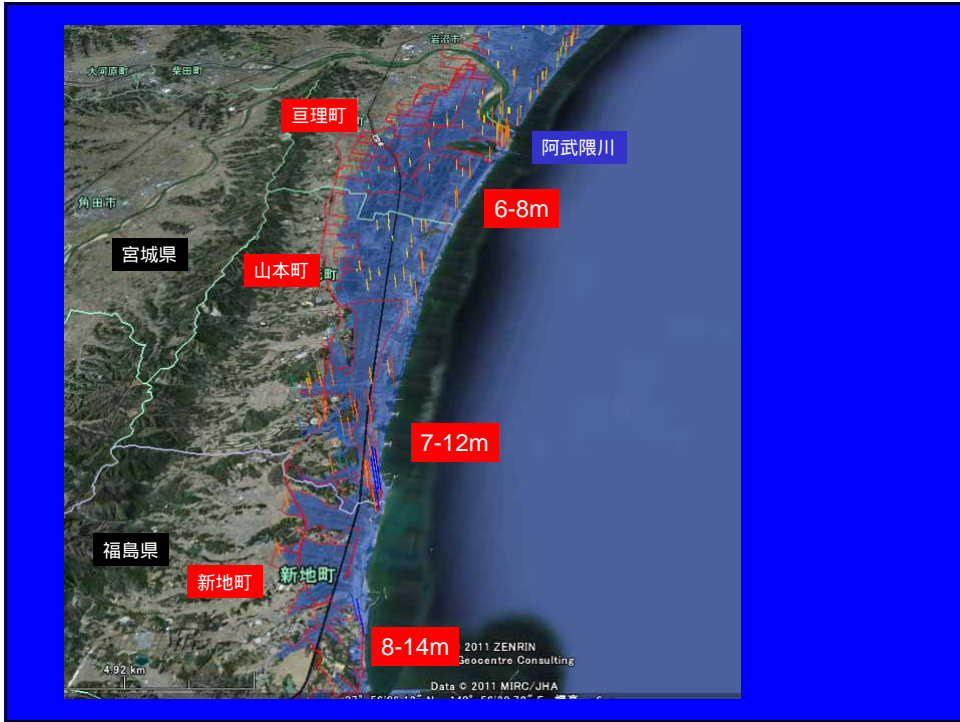 岩沼市
大河原町
柴田町
亘理町
阿武隈川
角田市
6-8m
宮城県
山本町
町
7-12m
福島県
新地町
新地町
8-14m
2011 ZENRIN
Geocentre Consulting
4.92 km
Data © 2011 MIRC/JHA